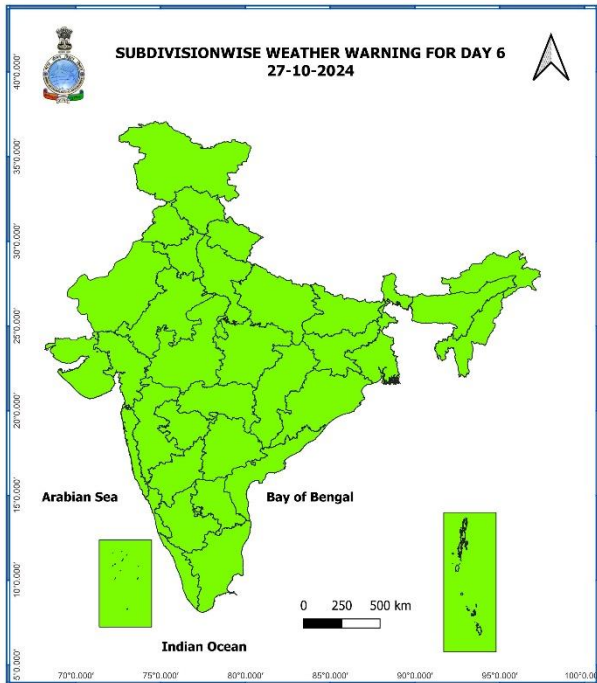 SUBDIVISIONWISE WEATHER WARNING FOR DAY 6
27-10-2024
40°0.000'
35°0.000'
30°0.000'
25°0.000'
20°0.000'
15°0.000'
10°0.000'
5°0.000'
Arabian Sea
Bay of Bengal
0 250 500 km
Indian Ocean
70°0.000' 75°0.000' 80°0.000' 85°0.000' 90°0.000' 95°0.000' 100°0.000'